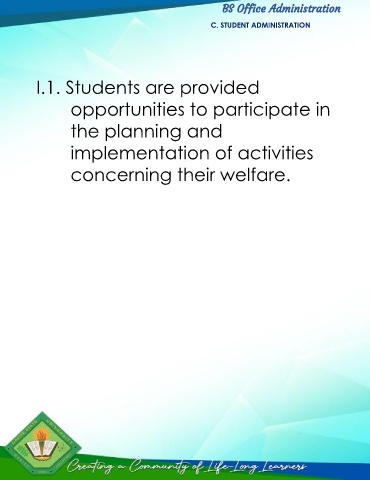 BS Office Administration
C. STUDENT ADMINISTRATION
I.1. Students are provided
opportunities to participate in
the planning and
implementation of activities
concerning their welfare.
Creating a Community of Life-Long Learners